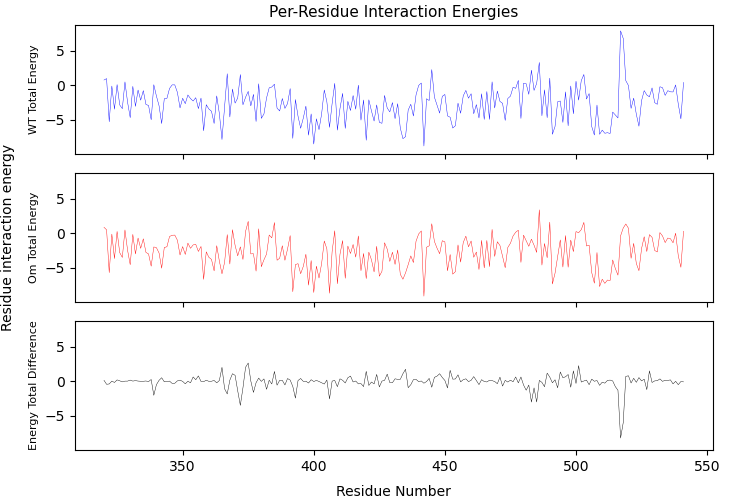 Per-Residue Interaction Energies
Residue interaction energy
WT Total Energy
5
0
−5
Om Total Energy
5
0
−5
Energy Total Difference
5
0
−5
350 400 450 500 550
Residue Number